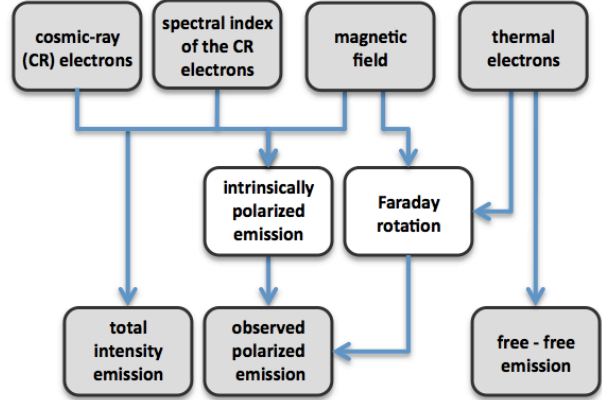 cosmic-ray
(CR) electrons
spectral index
of the CR
electrons
magnetic
field
thermal
electrons
intrinsically
polarized
emission
Faraday
rotation
total
intensity
emission
observed
polarized
emission
free - free
emission